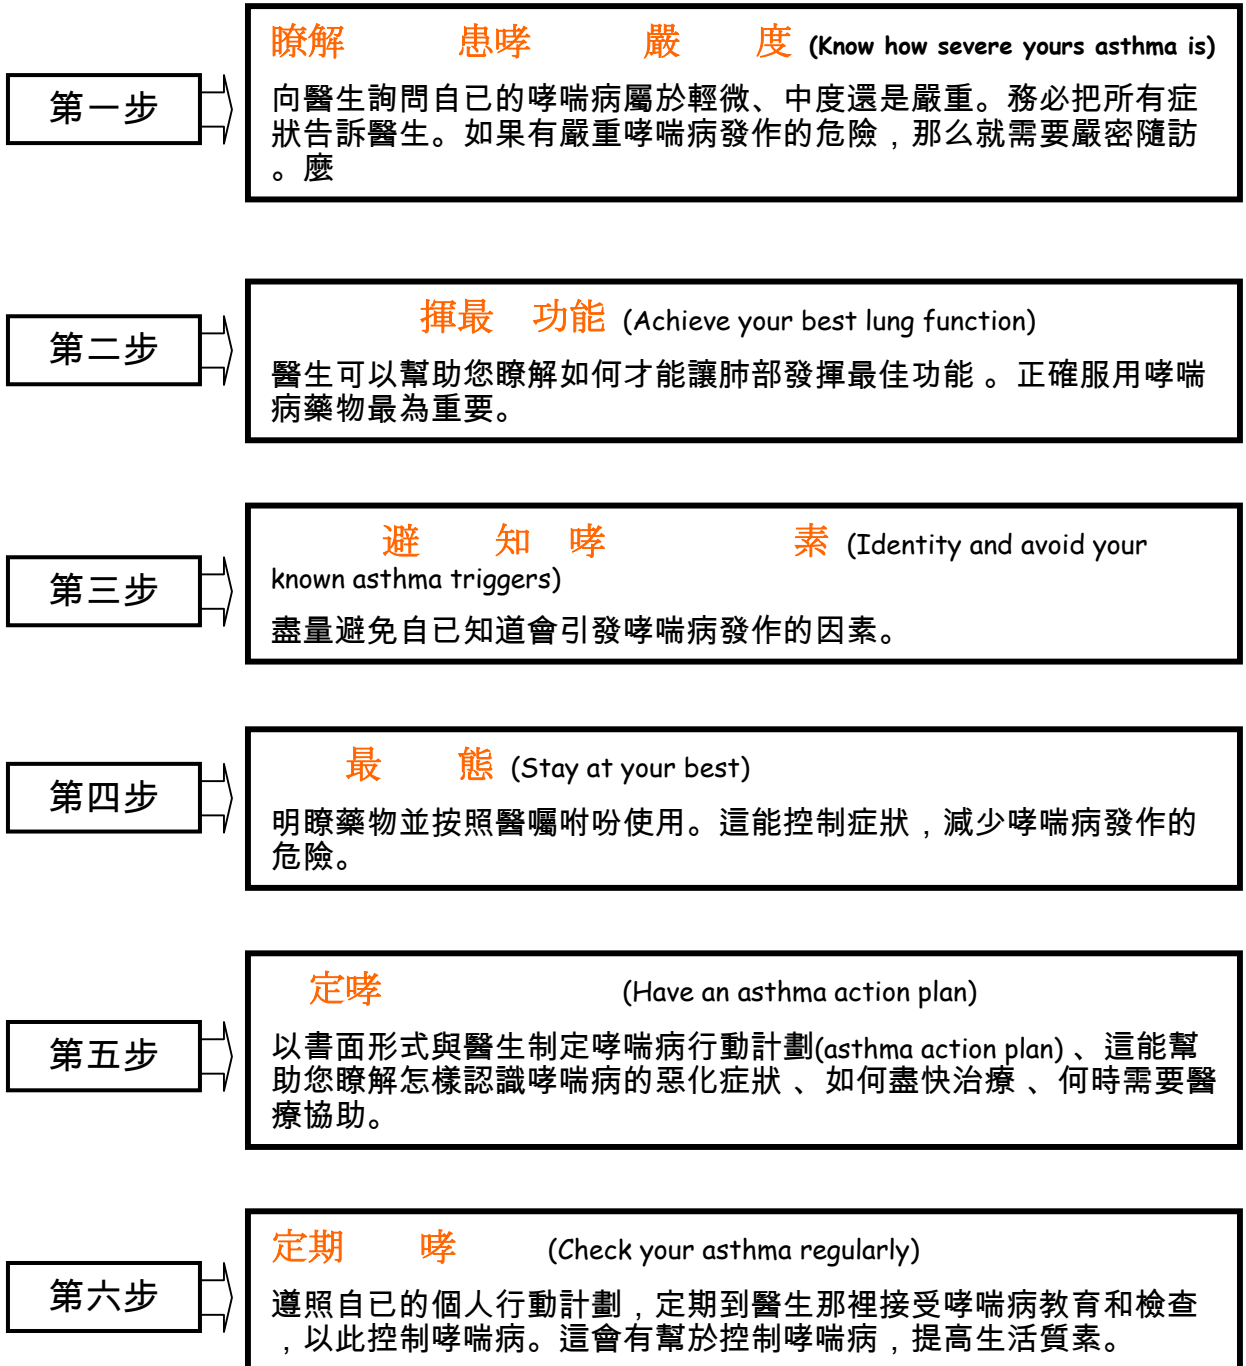 第一步
瞭解 患哮 嚴 度 (Know how severe yours asthma is)
向醫生詢問自已的哮喘病屬於輕微、中度還是嚴重。務必把所有症
狀告訴醫生。如果有嚴重哮喘病發作的危險，那么就需要嚴密隨訪
。麼
第二步
揮最 功能 (Achieve your best lung function)
醫生可以幫助您瞭解如何才能讓肺部發揮最佳功能 。正確服用哮喘
病藥物最為重要。
第三步
避 知 哮 素 (Identity and avoid your
known asthma triggers)
盡量避免自已知道會引發哮喘病發作的因素。
第四步
最 態 (Stay at your best)
明瞭藥物並按照醫囑咐吩使用。這能控制症狀，減少哮喘病發作的
危險。
第五步
定哮 (Have an asthma action plan)
以書面形式與醫生制定哮喘病行動計劃(asthma action plan) 、這能幫
助您瞭解怎樣認識哮喘病的惡化症狀 、如何盡快治療 、何時需要醫
療協助。
第六步
定期 哮 (Check your asthma regularly)
遵照自已的個人行動計劃，定期到醫生那裡接受哮喘病教育和檢查
，以此控制哮喘病。這會有幫於控制哮喘病，提高生活質素。